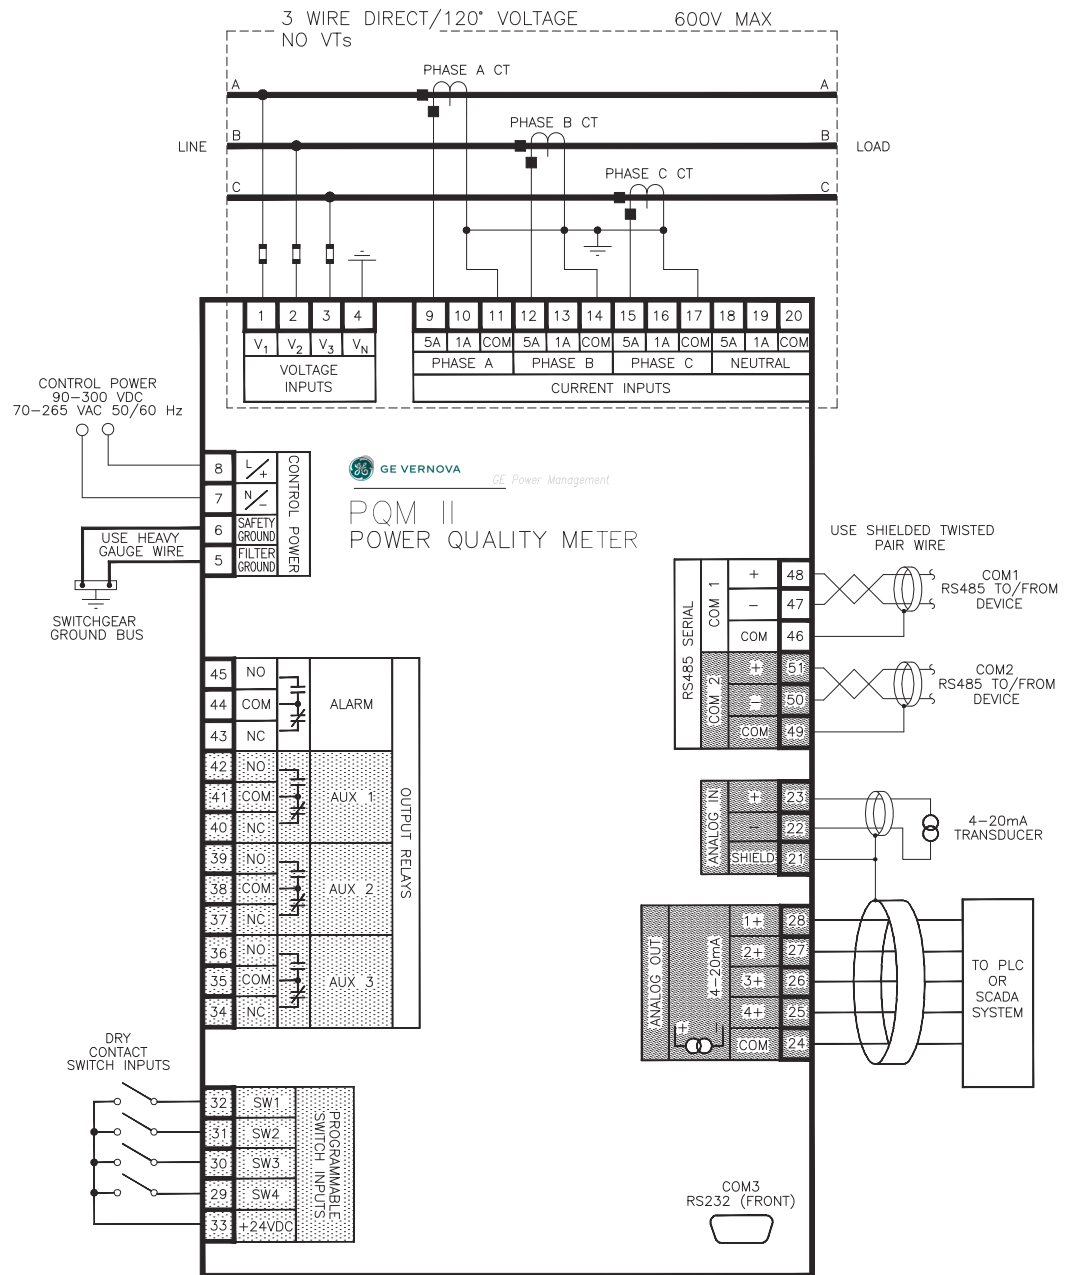 3 WIRE DIRECT/120° VOLTAGE 600V MAX
NO VTs
PHASE A CT
A A
PHASE B CT
LINE B B LOAD
PHASE C CT
C C
1 2 3 4 9 10 11 12 13 14 15 16 17 18 19 20
V1 V2 V3 VN 5A 1A COM 5A 1A COM 5A 1A COM 5A 1A COM
VOLTAGE
INPUTS
PHASE A PHASE B PHASE C NEUTRAL
CURRENT INPUTS
CONTROL POWER
90-300 VDC
70-265 VAC 50/60 Hz
8 L/+
7 N/-
6 SAFETY
GROUND
5 FILTER
GROUND
CONTROL POWER
USE HEAVY
GAUGE WIRE
SWITCHGEAR
GROUND BUS
GE VERNOVA
GE Power Management
PQM II
POWER QUALITY METER
USE SHIELDED TWISTED
PAIR WIRE
RS485 SERIAL
COM 1
+ 48
- 47
COM 46
COM1
RS485 TO/FROM
DEVICE
COM 2
+ 51
- 50
COM 49
COM2
RS485 TO/FROM
DEVICE
45 NO
44 COM ALARM
43 NC
42 NO
41 COM AUX 1
40 NC
39 NO
38 COM AUX 2
37 NC
36 NO
35 COM AUX 3
34 NC
OUTPUT RELAYS
ANALOG IN
+ 23
- 22
SHIELD 21
4-20mA
TRANSDUCER
ANALOG OUT
4-20mA
+ -
1+ 28
2+ 27
3+ 26
4+ 25
COM 24
TO PLC
OR
SCADA
SYSTEM
DRY
CONTACT
SWITCH INPUTS
32 SW1
31 SW2
30 SW3
29 SW4
33 +24VDC
PROGRAMMABLE
SWITCH INPUTS
COM3
RS232 (FRONT)